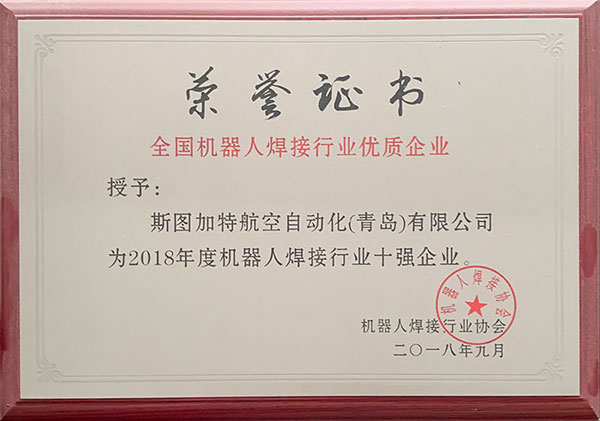 荣誉证书
全国机器人焊接行业优质企业
授予：
斯图加特航空自动化(青岛)有限公司
为2018年度机器人焊接行业十强企业。
机器人焊接协会
机器人焊接行业协会
二〇一八年九月